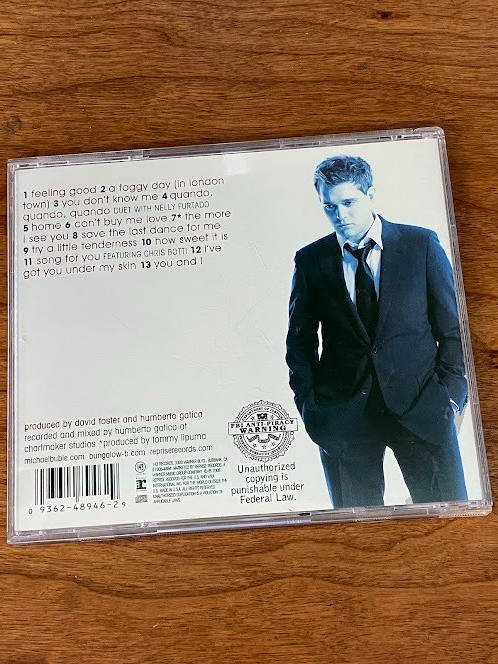 1 feeling good 2 a foggy day (in london
town) 3 you don't know me 4 quando,
quando, quando DUET WITH NELLY FURTADO
5 home 6 can't buy me love 7* the more
I see you 8 save the last dance for me
9 try a little tenderness 10 how sweet it is
11 song for you FEATURING CHRIS BOTTI 12 I've
got you under my skin 13 you and I
produced by david foster and humberto gatica
recorded and mixed by humberto gatica at
chartmaker studios *produced by tommy lipuma
michaelbuble.com bungalow-b.com repriserecords.com
0 9362-48946-2 9
FBI ANTI-PIRACY
WARNING
Unauthorized
copying is
punishable under
Federal Law.